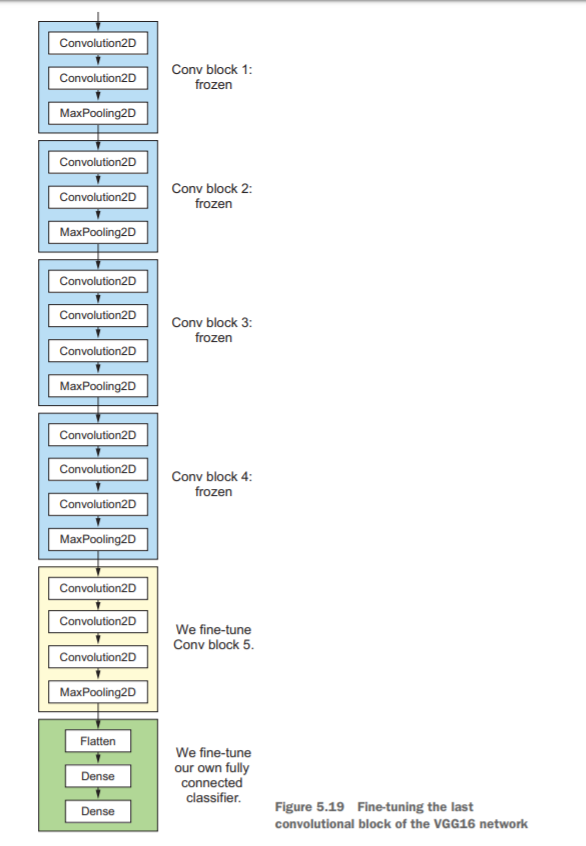 Convolution2D
Convolution2D
MaxPooling2D
Conv block 1:
frozen
Convolution2D
Convolution2D
MaxPooling2D
Conv block 2:
frozen
Convolution2D
Convolution2D
Convolution2D
MaxPooling2D
Conv block 3:
frozen
Convolution2D
Convolution2D
Convolution2D
MaxPooling2D
Conv block 4:
frozen
Convolution2D
Convolution2D
Convolution2D
MaxPooling2D
We fine-tune
Conv block 5.
Flatten
Dense
Dense
We fine-tune
our own fully
connected
classifier.
Figure 5.19 Fine-tuning the last
convolutional block of the VGG16 network